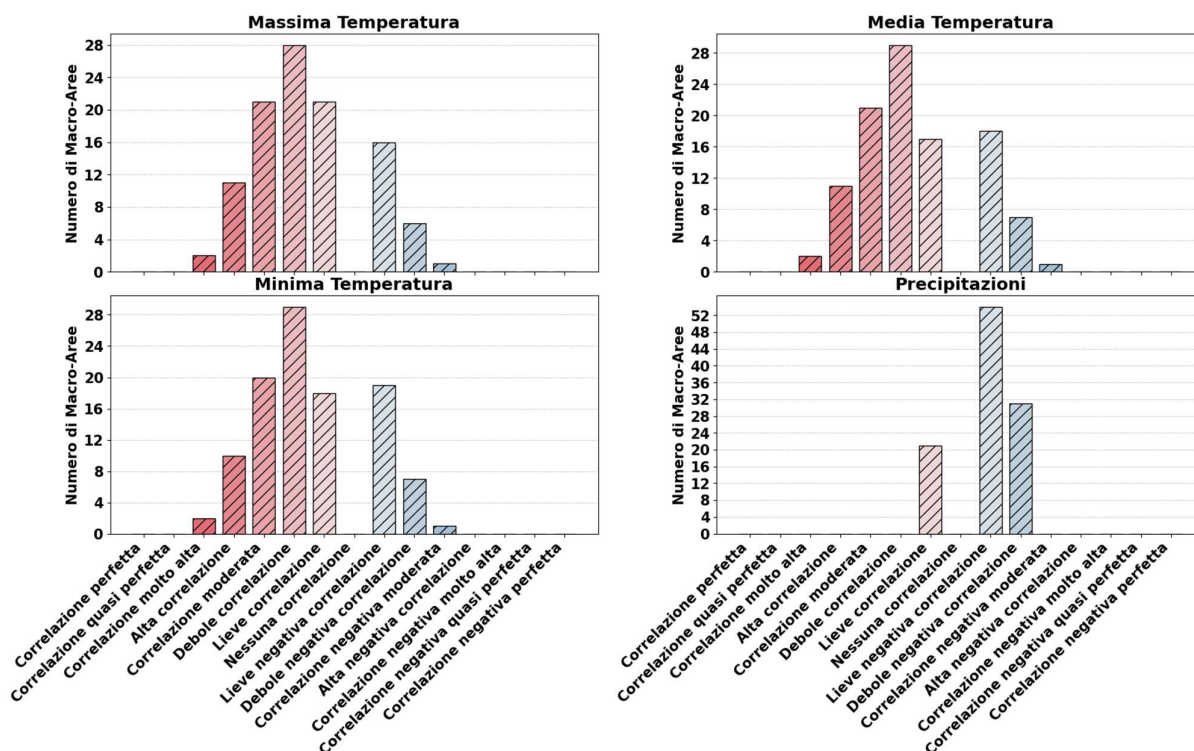 Massima Temperatura
Numero di Macro-Aree
28
24
20
16
12
8
4
0
Media Temperatura
Numero di Macro-Aree
28
24
20
16
12
8
4
0
Minima Temperatura
Numero di Macro-Aree
28
24
20
16
12
8
4
0
Correlazione perfetta
Correlazione quasi perfetta
Correlazione molto alta
Alta correlazione
Correlazione moderata
Debole correlazione
Lieve correlazione
Nessuna correlazione
Lieve negativa correlazione
Debole negativa correlazione
Correlazione negativa moderata
Alta negativa correlazione
Correlazione negativa molto alta
Correlazione negativa quasi perfetta
Correlazione negativa perfetta
Precipitazioni
Numero di Macro-Aree
52
48
44
40
36
32
28
24
20
16
12
8
4
0
Correlazione perfetta
Correlazione quasi perfetta
Correlazione molto alta
Alta correlazione
Correlazione moderata
Debole correlazione
Lieve correlazione
Nessuna correlazione
Lieve negativa correlazione
Debole negativa correlazione
Correlazione negativa moderata
Alta negativa correlazione
Correlazione negativa molto alta
Correlazione negativa quasi perfetta
Correlazione negativa perfetta